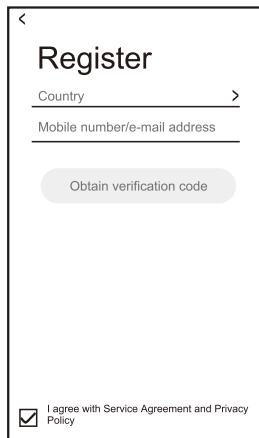 Register
Country
Mobile number/e-mail address
Obtain verification code
I agree with Service Agreement and Privacy
Policy